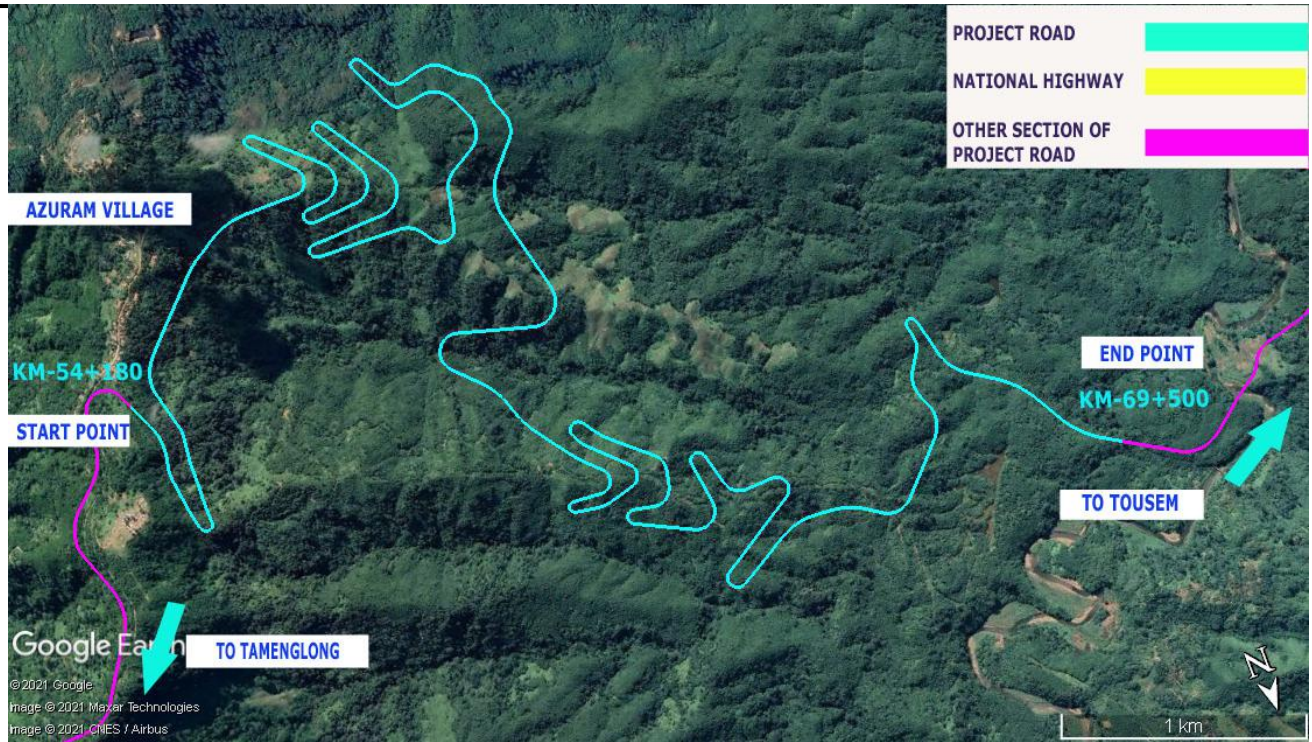 PROJECT ROAD
NATIONAL HIGHWAY
OTHER SECTION OF
PROJECT ROAD
AZURAM VILLAGE
KM-54+180
START POINT
END POINT
KM-69+500
TO TOUSEM
TO TAMENGLONG
Google Earth
©2021 Google
Image © 2021 Maxar Technologies
Image © 2021 CNES / Airbus
N
1 km